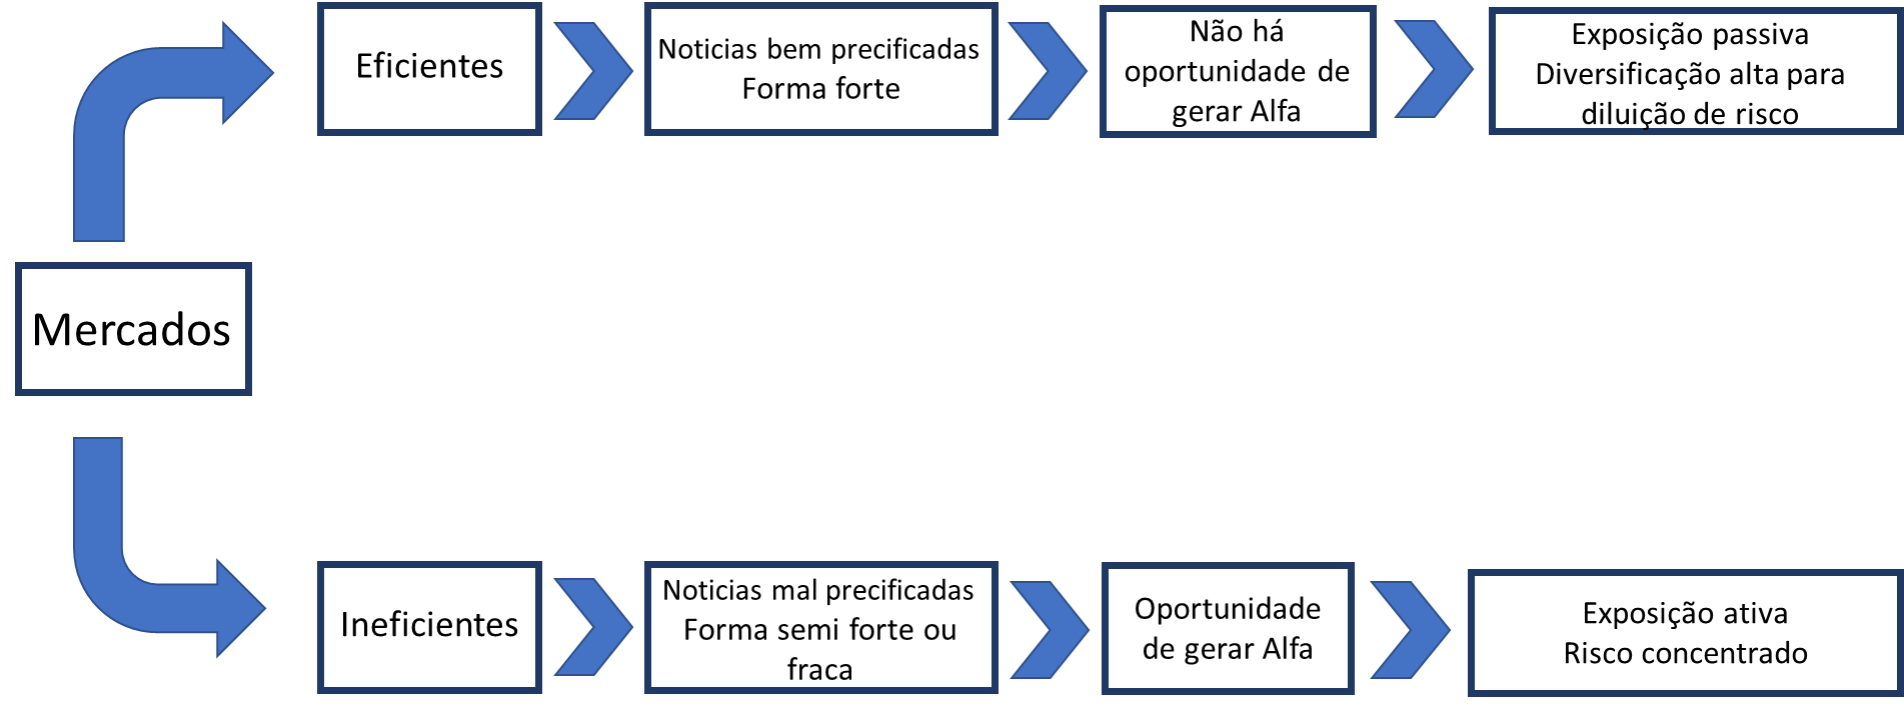 Eficientes
Noticias bem precificadas
Forma forte
Não há
oportunidade de
gerar Alfa
Exposição passiva
Diversificação alta para
diluição de risco
Mercados
Ineficientes
Noticias mal precificadas
Forma semi forte ou
fraca
Oportunidade
de gerar Alfa
Exposição ativa
Risco concentrado